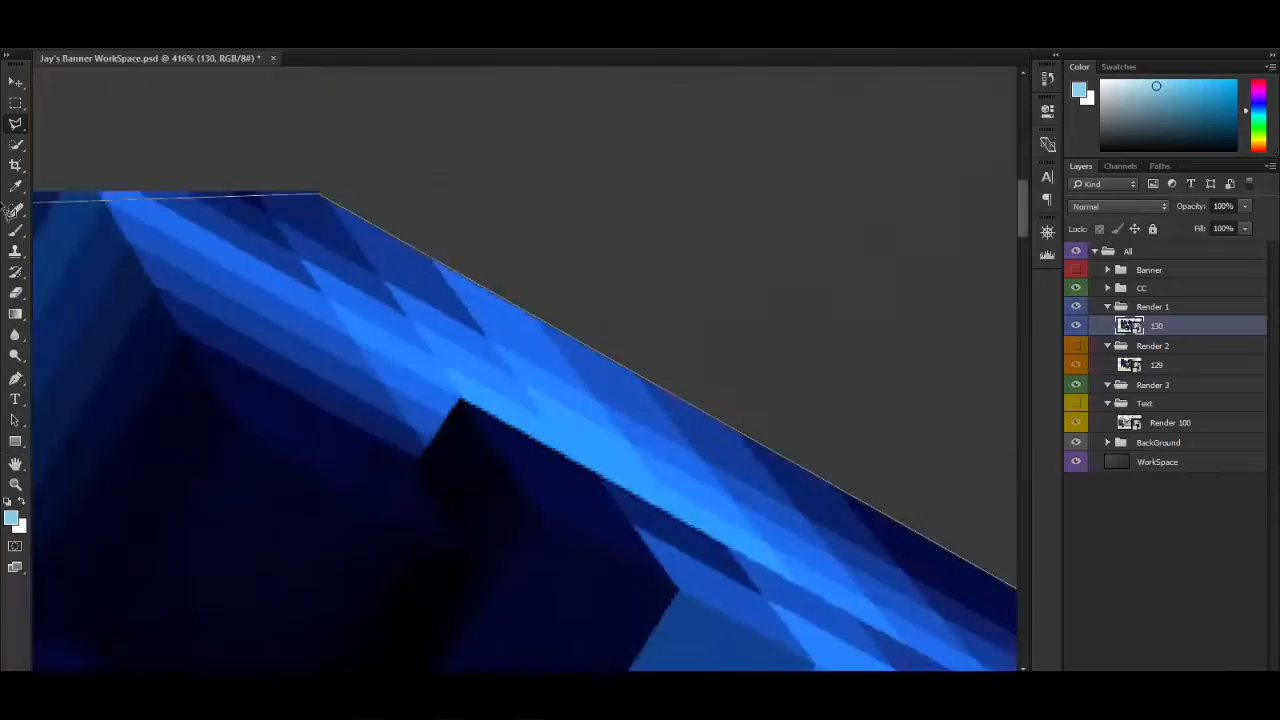 Jay's Banner WorkSpace.psd @ 416% (130, RGB/8#) * ×
Color Swatches
Layers Channels Paths
Kind
Normal Opacity: 100%
Lock: Fill: 100%
All
Banner
CC
Render 1
130
Render 2
129
Render 3
Text
Render 100
BackGround
WorkSpace